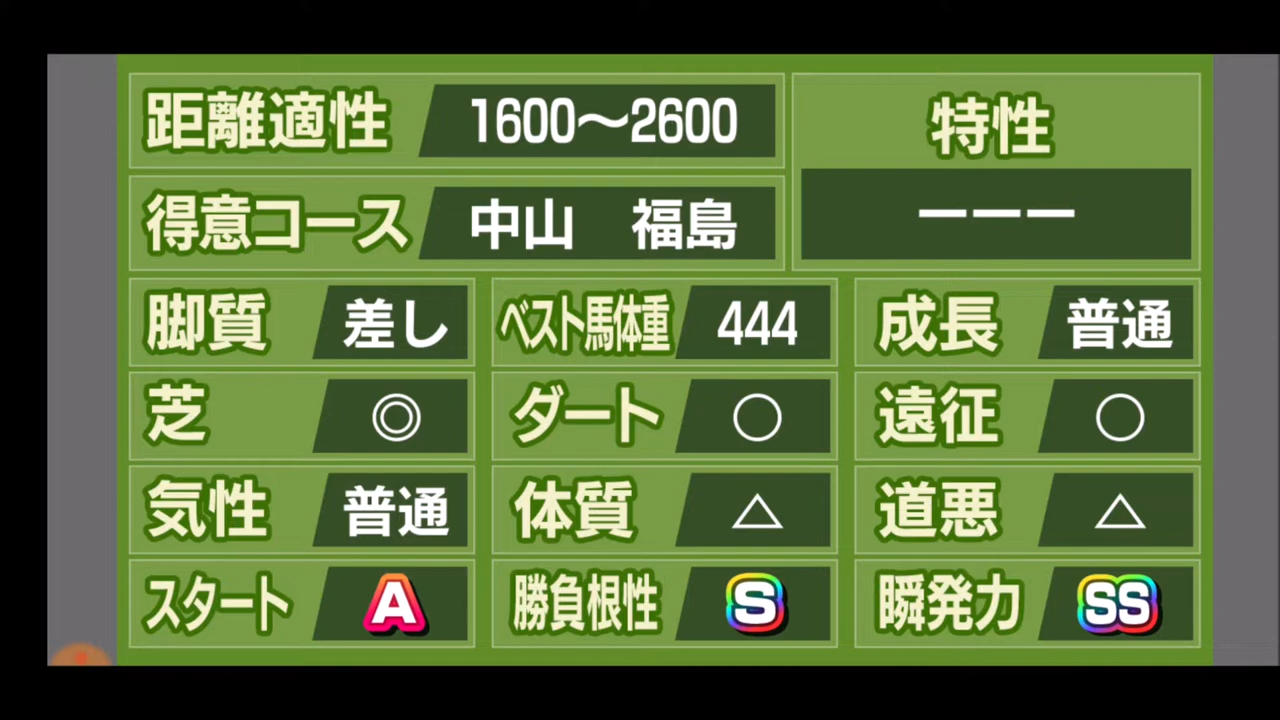 距離適性 1600～2600 特性
ーーー
得意コース 中山 福島
脚質 差し ベスト馬体重 444 成長 普通
芝 ◎ ダート ○ 遠征 ○
気性 普通 体質 △ 道悪 △
スタート A 勝負根性 S 瞬発力 SS